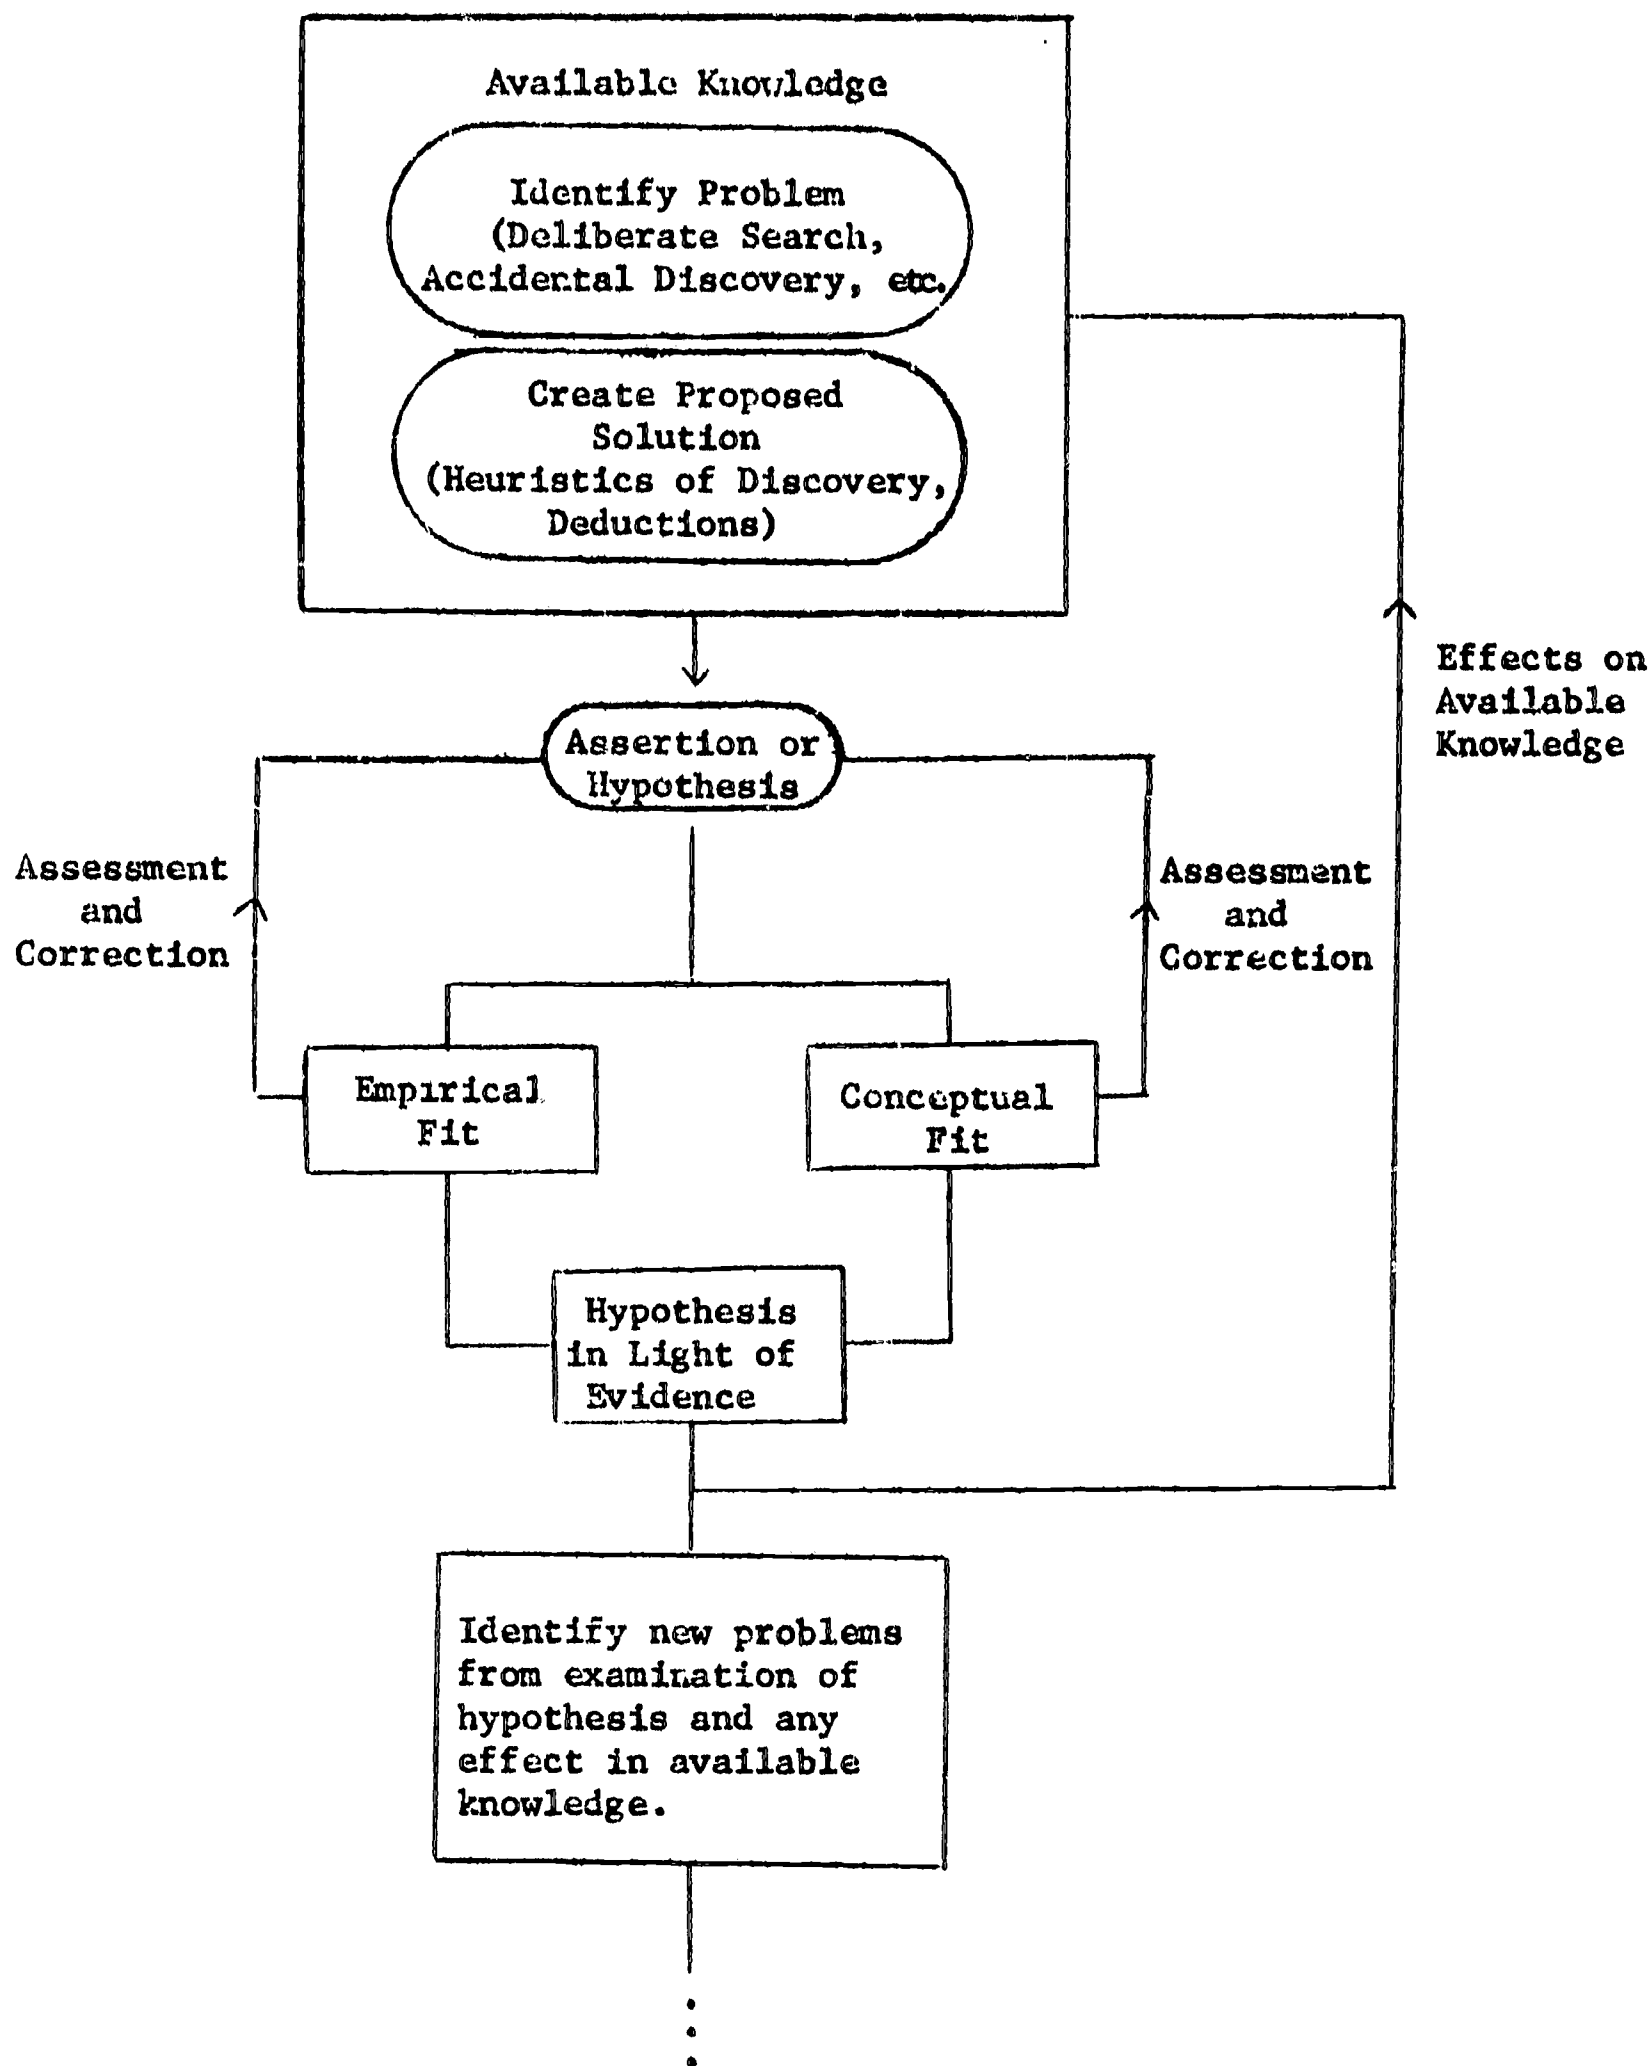 Available Knowledge
Identify Problem
(Deliberate Search,
Accidental Discovery, etc.
Create Proposed
Solution
(Heuristics of Discovery,
Deductions)
Effects on
Available
Knowledge
Assertion or
Hypothesis
Assessment
and
Correction
Assessment
and
Correction
Empirical
Fit
Conceptual
Fit
Hypothesis
in Light of
Evidence
Identify new problems
from examination of
hypothesis and any
effect in available
knowledge.